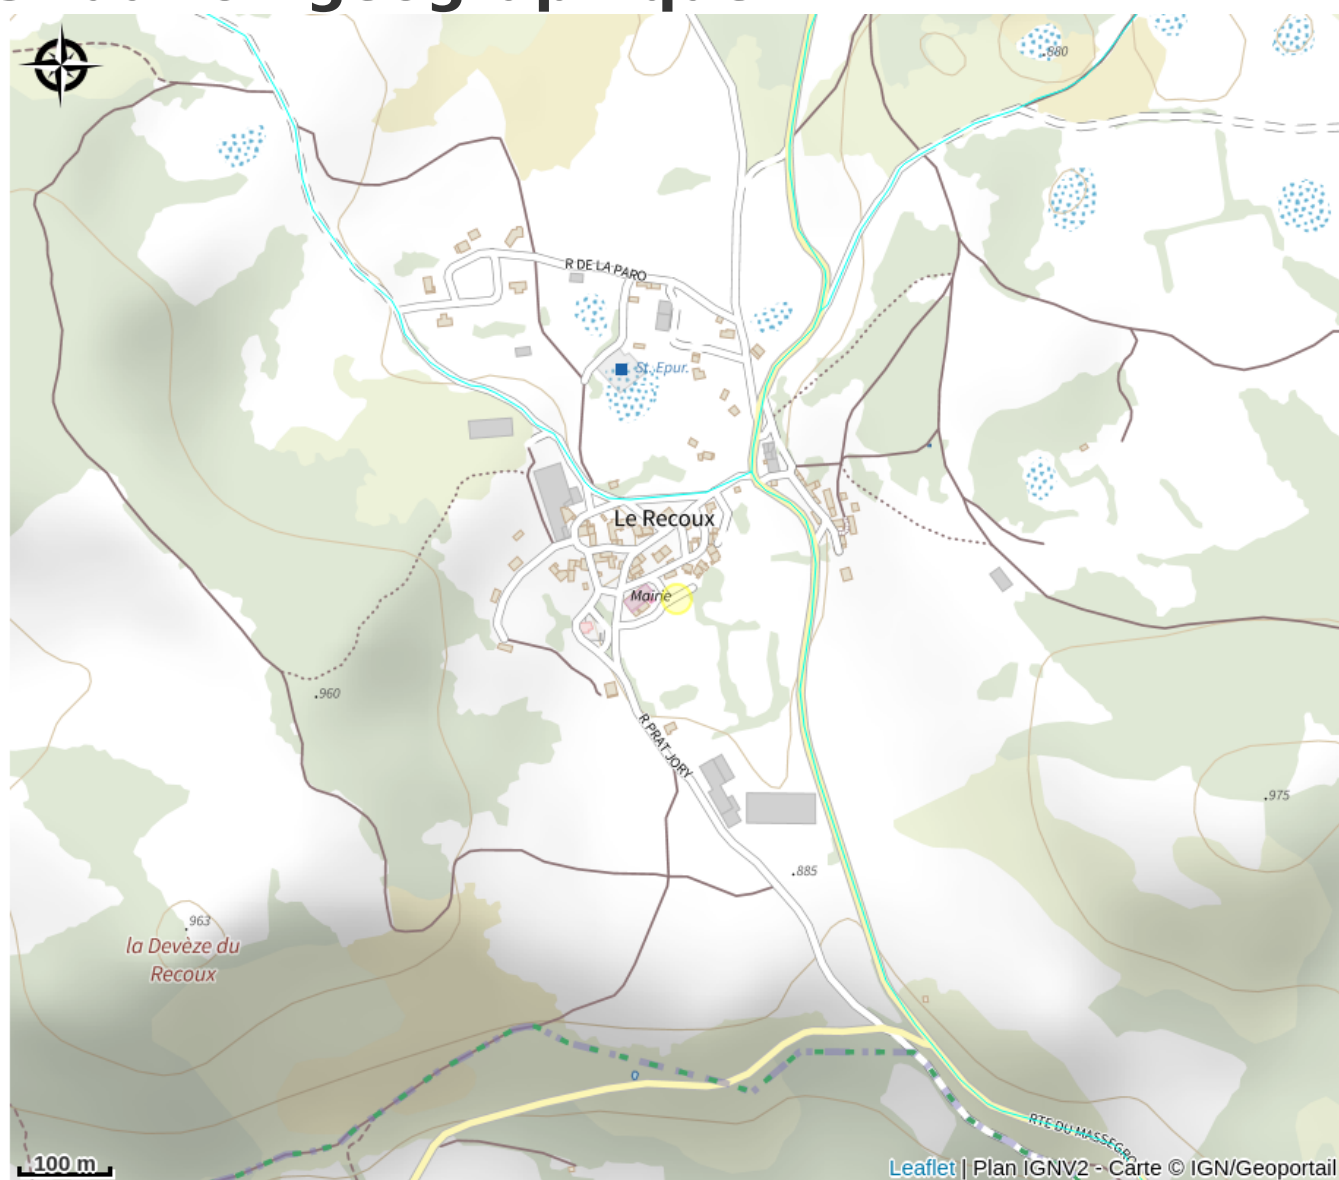 .880
R DE LA PARO
St. Epur.
Le Recoux
Mairie
.960
R PRAT JORY
.975
.885
.963
la Devèze du
Recoux
RTE DU MASSEGRO
100 m
Leaflet | Plan IGNV2 - Carte © IGN/Geoportail